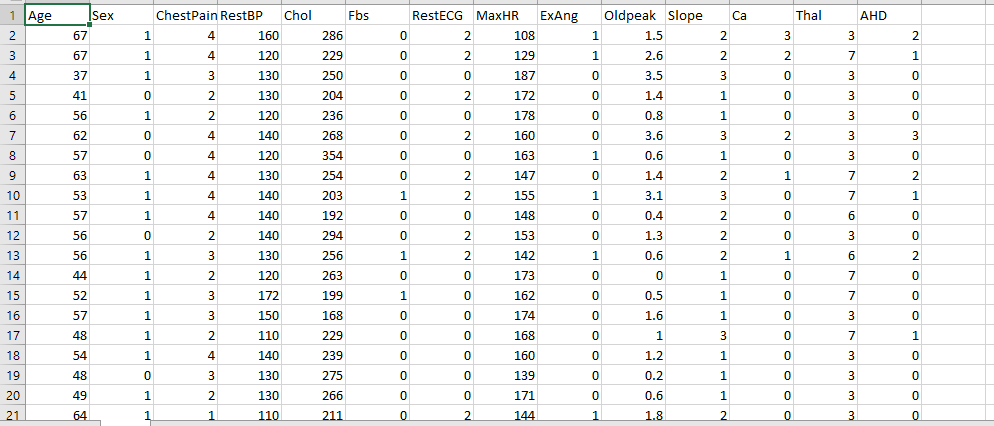 1 Age Sex ChestPain RestBP Chol Fbs RestECG MaxHR ExAng Oldpeak Slope Ca Thal AHD
2 67 1 4 160 286 0 2 108 1 1.5 2 3 3 2
3 67 1 4 120 229 0 2 129 1 2.6 2 2 7 1
4 37 1 3 130 250 0 0 187 0 3.5 3 0 3 0
5 41 0 2 130 204 0 2 172 0 1.4 1 0 3 0
6 56 1 2 120 236 0 0 178 0 0.8 1 0 3 0
7 62 0 4 140 268 0 2 160 0 3.6 3 2 3 3
8 57 0 4 120 354 0 0 163 1 0.6 1 0 3 0
9 63 1 4 130 254 0 2 147 0 1.4 2 1 7 2
10 53 1 4 140 203 1 2 155 1 3.1 3 0 7 1
11 57 1 4 140 192 0 0 148 0 0.4 2 0 6 0
12 56 0 2 140 294 0 2 153 0 1.3 2 0 3 0
13 56 1 3 130 256 1 2 142 1 0.6 2 1 6 2
14 44 1 2 120 263 0 0 173 0 0 1 0 7 0
15 52 1 3 172 199 1 0 162 0 0.5 1 0 7 0
16 57 1 3 150 168 0 0 174 0 1.6 1 0 3 0
17 48 1 2 110 229 0 0 168 0 1 3 0 7 1
18 54 1 4 140 239 0 0 160 0 1.2 1 0 3 0
19 48 0 3 130 275 0 0 139 0 0.2 1 0 3 0
20 49 1 2 130 266 0 0 171 0 0.6 1 0 3 0
21 64 1 1 110 211 0 2 144 1 1.8 2 0 3 0